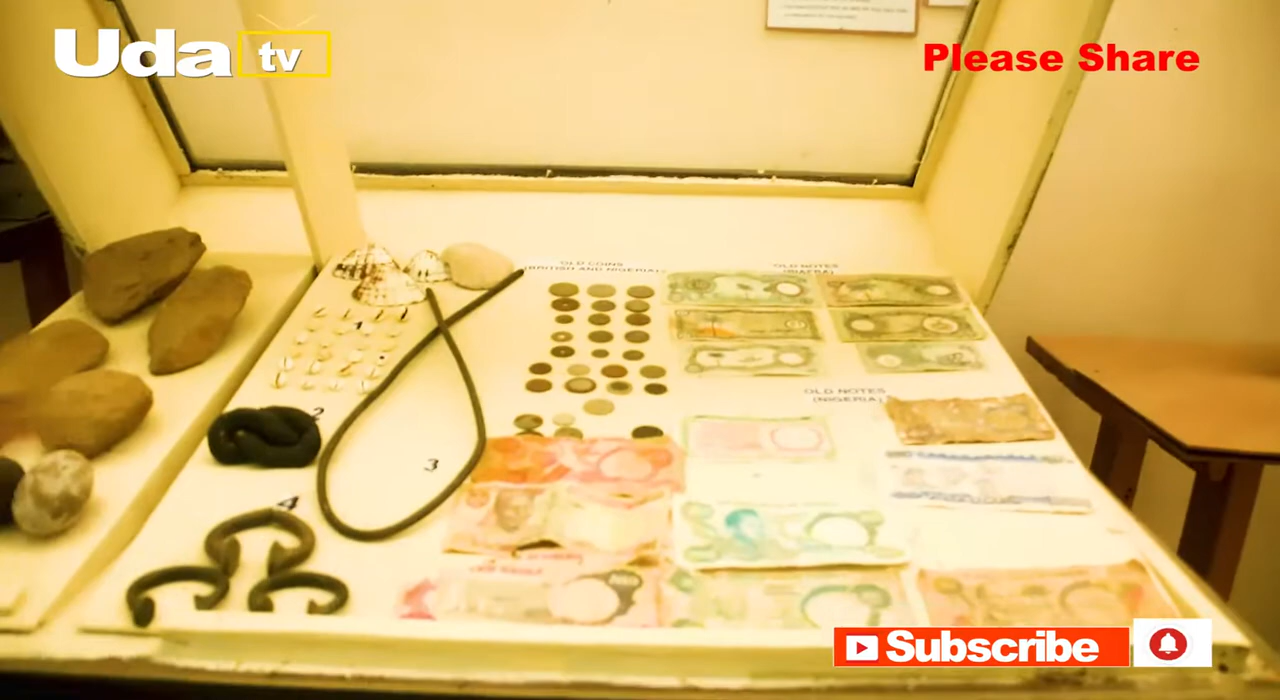 Uda tv
Please Share
OLD COINS
(BRITISH AND NIGERIA)
OLD NOTES
(BIAFRA)
1
OLD NOTES
(NIGERIA)
2
3
4
Subscribe